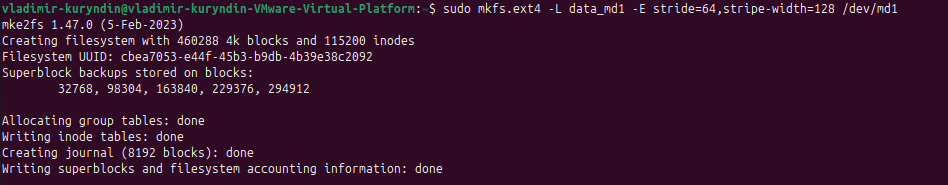 vladimir-kuryndin@vladimir-kuryndin-VMware-Virtual-Platform:~$ sudo mkfs.ext4 -L data_md1 -E stride=64,stripe-width=128 /dev/md1
mke2fs 1.47.0 (5-Feb-2023)
Creating filesystem with 460288 4k blocks and 115200 inodes
Filesystem UUID: cbea7053-e44f-45b3-b9db-4b39e38c2092
Superblock backups stored on blocks:
        32768, 98304, 163840, 229376, 294912

Allocating group tables: done
Writing inode tables: done
Creating journal (8192 blocks): done
Writing superblocks and filesystem accounting information: done